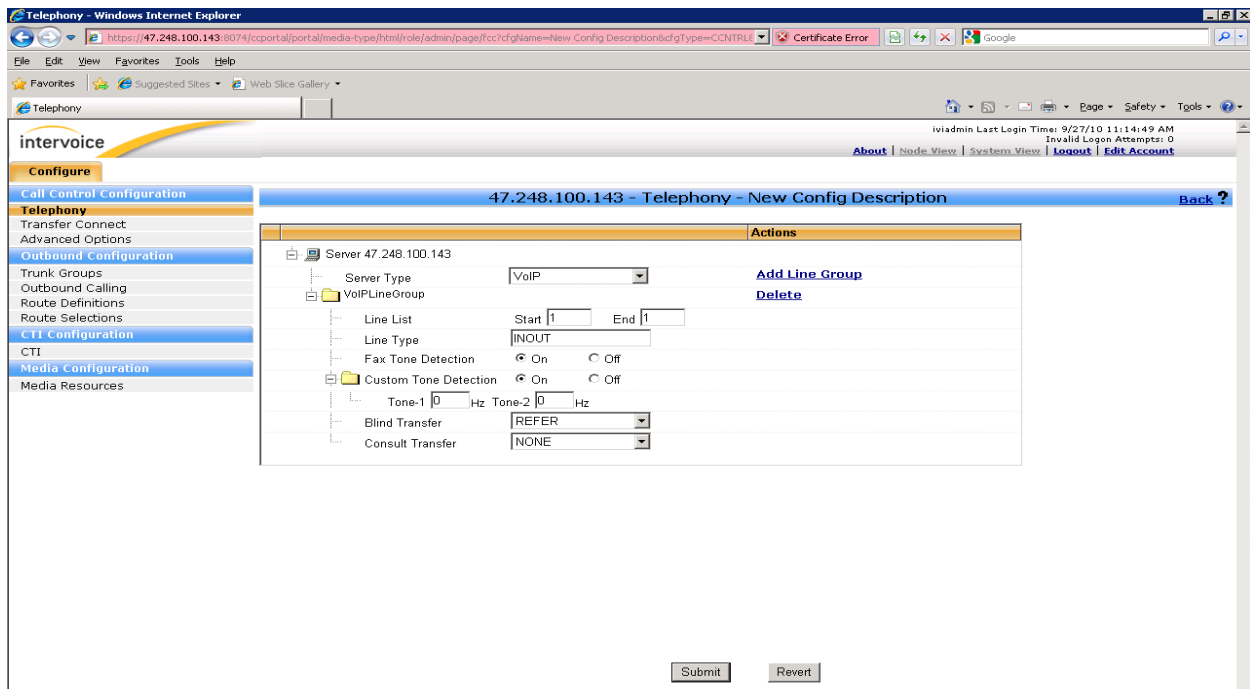 Telephony - Windows Internet Explorer
https://47.248.100.143:8074/ccportal/portal/media-type/html/role/admin/page/fcc?cfgName=New Config Description&cfgType=CCNTRL
Certificate Error
Google
File Edit View Favorites Tools Help
Favorites Suggested Sites Web Slice Gallery
Telephony
Page Safety Tools
intervoice
iviadmin Last Login Time: 9/27/10 11:14:49 AM
Invalid Logon Attempts: 0
About | Node View | System View | Logout | Edit Account
Configure
Call Control Configuration
Telephony
Transfer Connect
Advanced Options
Outbound Configuration
Trunk Groups
Outbound Calling
Route Definitions
Route Selections
CTI Configuration
CTI
Media Configuration
Media Resources
47.248.100.143 - Telephony - New Config Description
Back ?
Actions
Server 47.248.100.143
Server Type VoIP Add Line Group
VoIPLineGroup Delete
Line List Start 1 End 1
Line Type INOUT
Fax Tone Detection On Off
Custom Tone Detection On Off
Tone-1 0 Hz Tone-2 0 Hz
Blind Transfer REFER
Consult Transfer NONE
Submit Revert